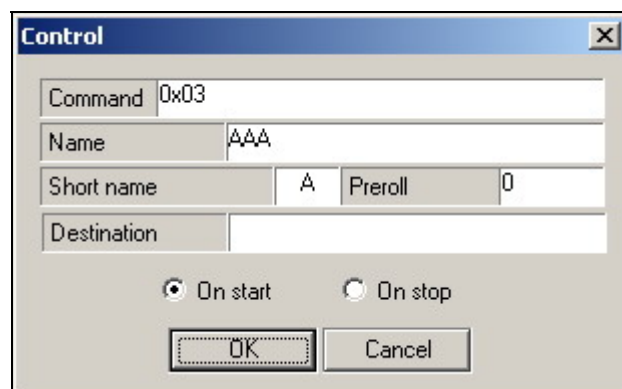 Control
Command 0x03
Name AAA
Short name A Preroll 0
Destination
On start On stop
OK Cancel